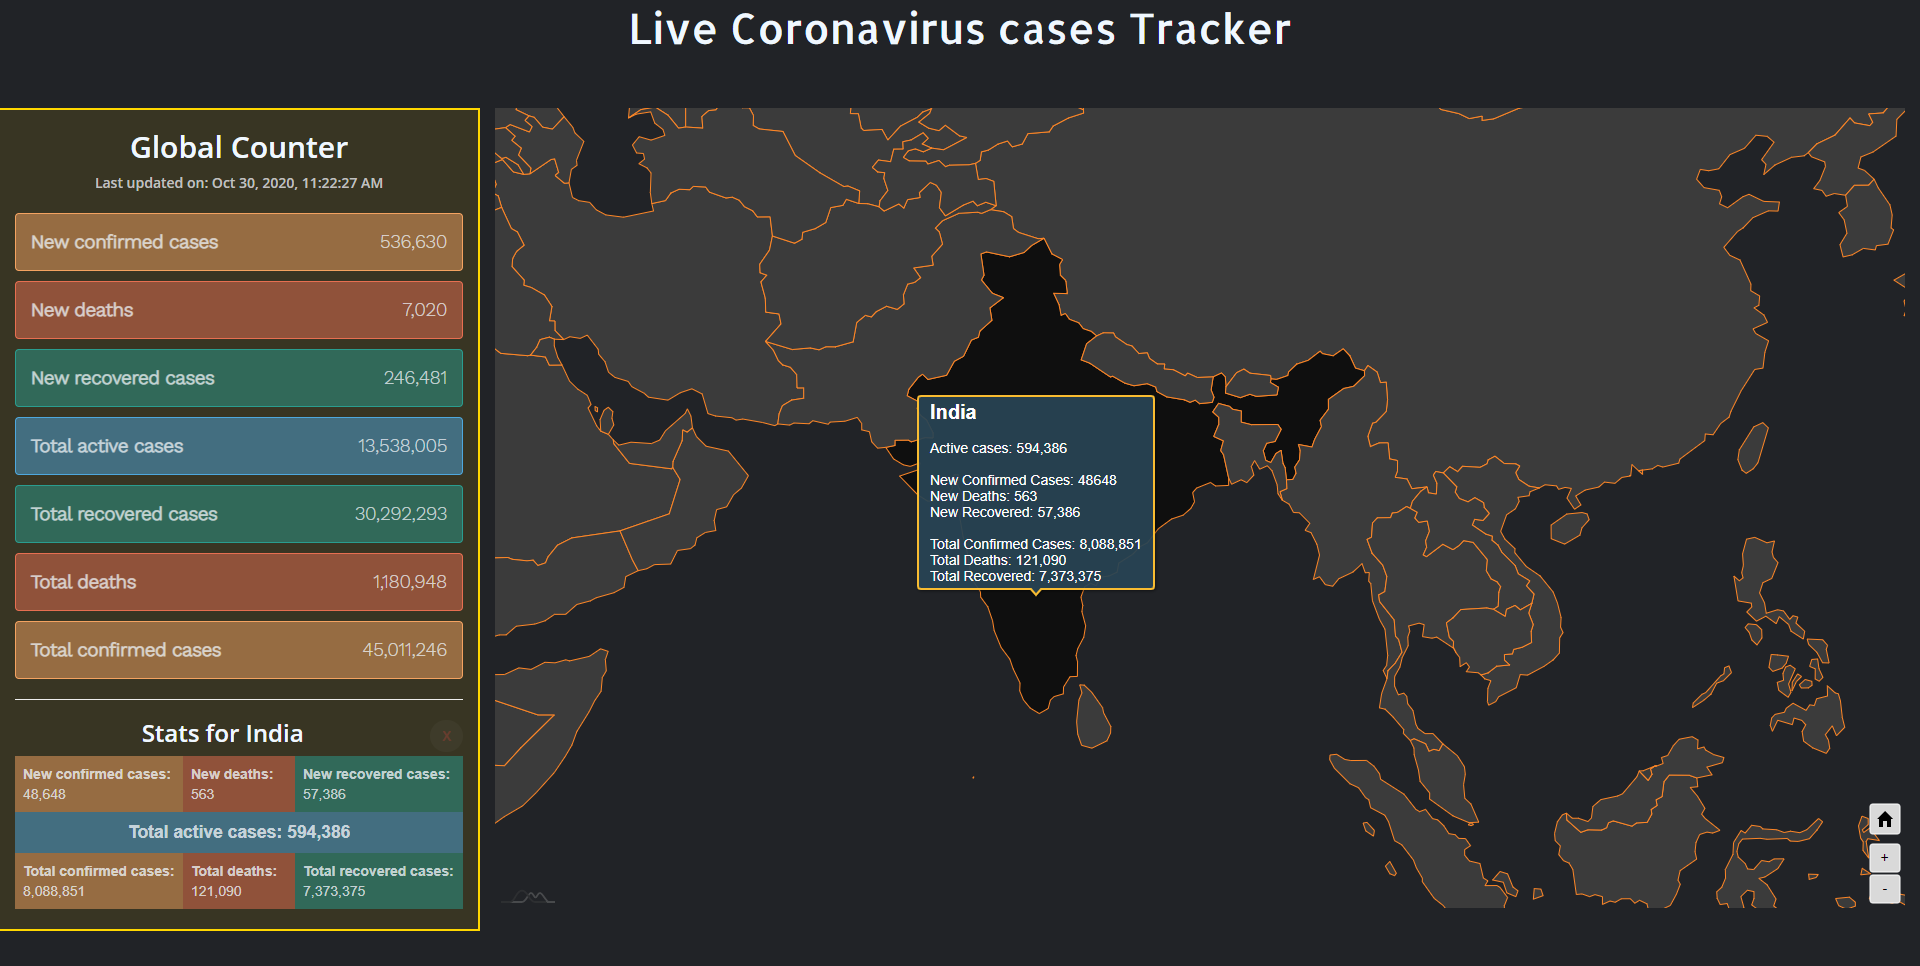 Live Coronavirus cases Tracker
Global Counter
Last updated on: Oct 30, 2020, 11:22:27 AM
New confirmed cases 536,630
New deaths 7,020
New recovered cases 246,481
Total active cases 13,538,005
Total recovered cases 30,292,293
Total deaths 1,180,948
Total confirmed cases 45,011,246
Stats for India X
New confirmed cases: New deaths: New recovered cases:
48,648 563 57,386
Total active cases: 594,386
Total confirmed cases: Total deaths: Total recovered cases:
8,088,851 121,090 7,373,375
India
Active cases: 594,386
New Confirmed Cases: 48648
New Deaths: 563
New Recovered: 57,386
Total Confirmed Cases: 8,088,851
Total Deaths: 121,090
Total Recovered: 7,373,375
+
-